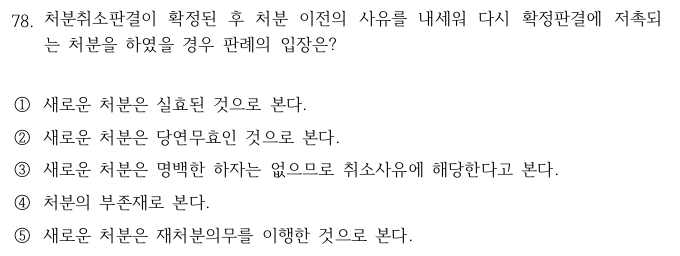 78. 처분취소판결이 확정된 후 처분 이전의 사유를 내세워 다시 확정판결에 저촉되
는 처분을 하였을 경우 판례의 입장은?
① 새로운 처분은 실효된 것으로 본다.
② 새로운 처분은 당연무효인 것으로 본다.
③ 새로운 처분은 명백한 하자는 없으므로 취소사유에 해당한다고 본다.
④ 처분의 부존재로 본다.
⑤ 새로운 처분은 재처분의무를 이행한 것으로 본다.